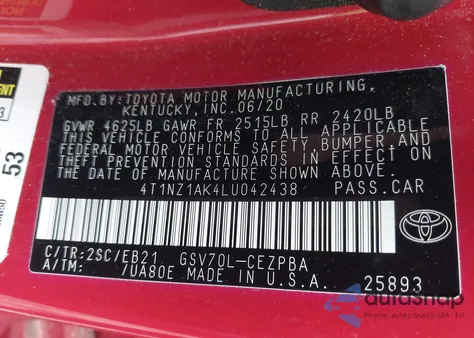 MFD.BY:TOYOTA MOTOR MANUFACTURING,
KENTUCKY, INC.06/20
GVWR 4625LB GAWR FR 2515LB RR 2420LB
THIS VEHICLE CONFORMS TO ALL APPLICABLE
FEDERAL MOTOR VEHICLE SAFETY,BUMPER,AND
THEFT PREVENTION STANDARDS IN EFFECT ON
THE DATE OF MANUFACTURE SHOWN ABOVE.
4T1NZ1AK4LU042438 PASS.CAR
TOYOTA
C/TR:2SC/EB21 GSV70L-CEZPBA
A/TM: /UA80E MADE IN U.S.A.
25893
53